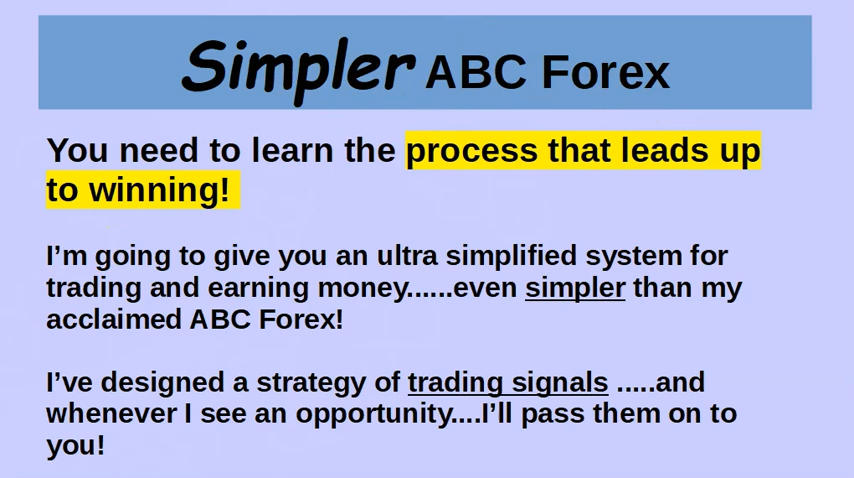 Simpler ABC Forex
You need to learn the process that leads up
to winning!
I’m going to give you an ultra simplified system for
trading and earning money......even simpler than my
acclaimed ABC Forex!
I’ve designed a strategy of trading signals .....and
whenever I see an opportunity....I’ll pass them on to
you!